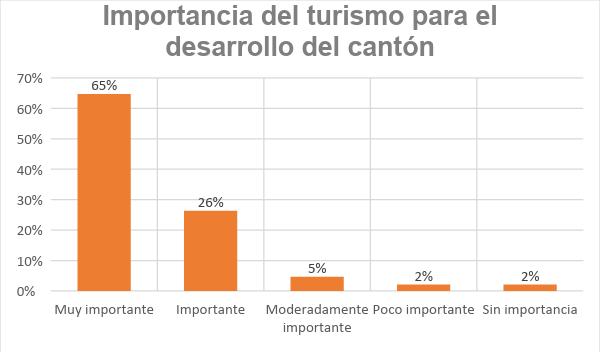 Importancia del turismo para el
desarrollo del cantón
70%
60%
50%
40%
30%
20%
10%
0%
65%
26%
5%
2%
2%
Muy importante
Importante
Moderadamente
importante
Poco importante
Sin importancia